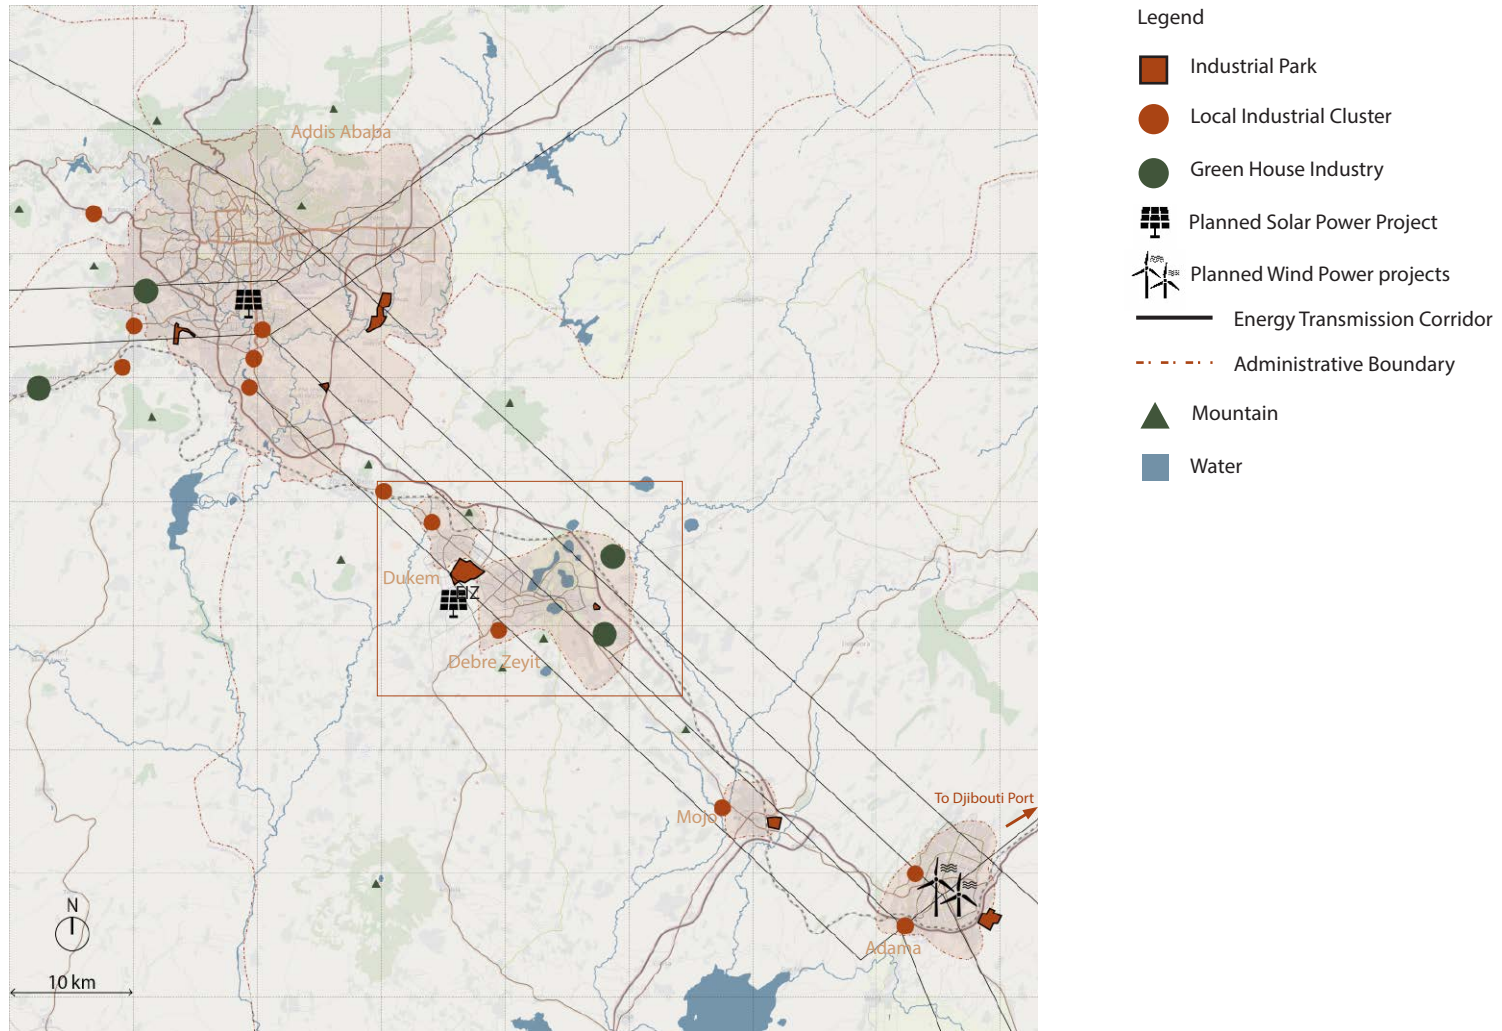 Legend
Industrial Park
Local Industrial Cluster
Green House Industry
Planned Solar Power Project
Planned Wind Power projects
Energy Transmission Corridor
Administrative Boundary
Mountain
Water
Addis Ababa
Dukem
EIZ
Debre Zeyit
Mojo
To Djibouti Port
Adama
N
10 km